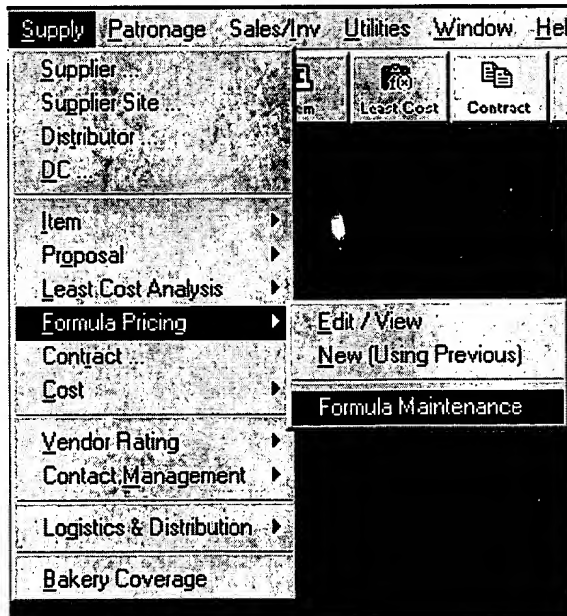 Supply Patronage Sales/Inv Utilities Window Hel
Supplier ...
Supplier Site ...
Distributor ...
DC ...
Least Cost
Contract
Item
Proposal
Least Cost Analysis
Formula Pricing
Contract ...
Cost
Edit / View
New (Using Previous)
Formula Maintenance
Vendor Rating
Contact Management
Logistics & Distribution
Bakery Coverage